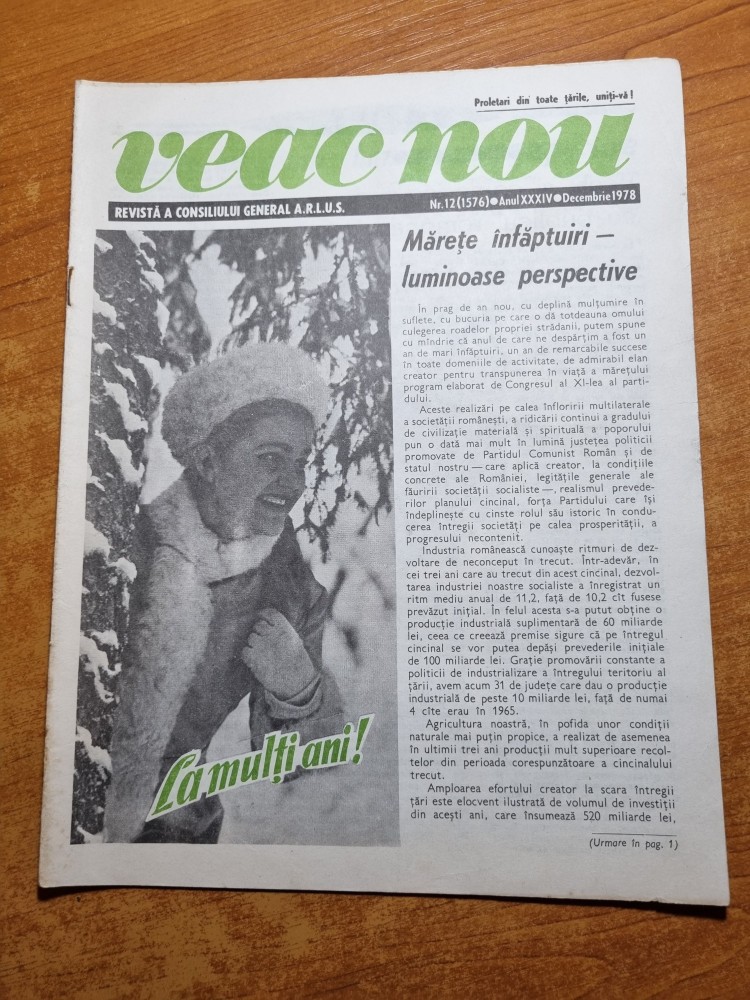 Proletari din toate țările, uniți-vă!
veac nou
REVISTĂ A CONSILIULUI GENERAL A.R.L.U.S.
Nr.12(1576)●Anul XXXIV●Decembrie 1978
Mărețe înfăptuiri —
luminoase perspective
În prag de an nou, cu deplină mulțumire în
suflete, cu bucuria pe care o dă totdeauna omului
culegerea roadelor propriei strădanii, putem spune
cu mîndrie că anul de care ne despărțim a fost un
an de mari înfăptuiri, un an de remarcabile succese
în toate domeniile de activitate, de admirabil elan
creator pentru transpunerea în viață a mărețului
program elaborat de Congresul al XI-lea al parti-
dului.
Aceste realizări pe calea înfloririi multilaterale
a societății românești, a ridicării continui a gradului
de civilizație materială și spirituală a poporului
pun o dată mai mult în lumină justețea politicii
promovate de Partidul Comunist Român și de
statul nostru — care aplică creator, la condițiile
concrete ale României, legitățile generale ale
făuririi societății socialiste —, realismul prevede-
rilor planului cincinal, forța Partidului care își
îndeplinește cu cinste rolul său istoric în condu-
cerea întregii societăți pe calea prosperității, a
progresului necontenit.
Industria românească cunoaște ritmuri de dez-
voltare de neconceput în trecut. Într-adevăr, în
cei trei ani care au trecut din acest cincinal, dezvol-
tarea industriei noastre socialiste a înregistrat un
ritm mediu anual de 11,2, față de 10,2 cît fusese
prevăzut inițial. În felul acesta s-a putut obține o
producție industrială suplimentară de 60 miliarde
lei, ceea ce creează premise sigure că pe întregul
cincinal se vor putea depăși prevederile inițiale
de 100 miliarde lei. Grație promovării constante a
politicii de industrializare a întregului teritoriu al
țării, avem acum 31 de județe care dau o producție
industrială de peste 10 miliarde lei, față de numai
4 cîte erau în 1965.
Agricultura noastră, în pofida unor condiții
naturale mai puțin propice, a realizat de asemenea
în ultimii trei ani producții mult superioare recol-
telor din perioada corespunzătoare a cincinalului
trecut.
Amploarea efortului creator la scara întregii
țări este elocvent ilustrată de volumul de investiții
din acești ani, care însumează 520 miliarde lei,
(Urmare în pag. 1)
La mulți ani!